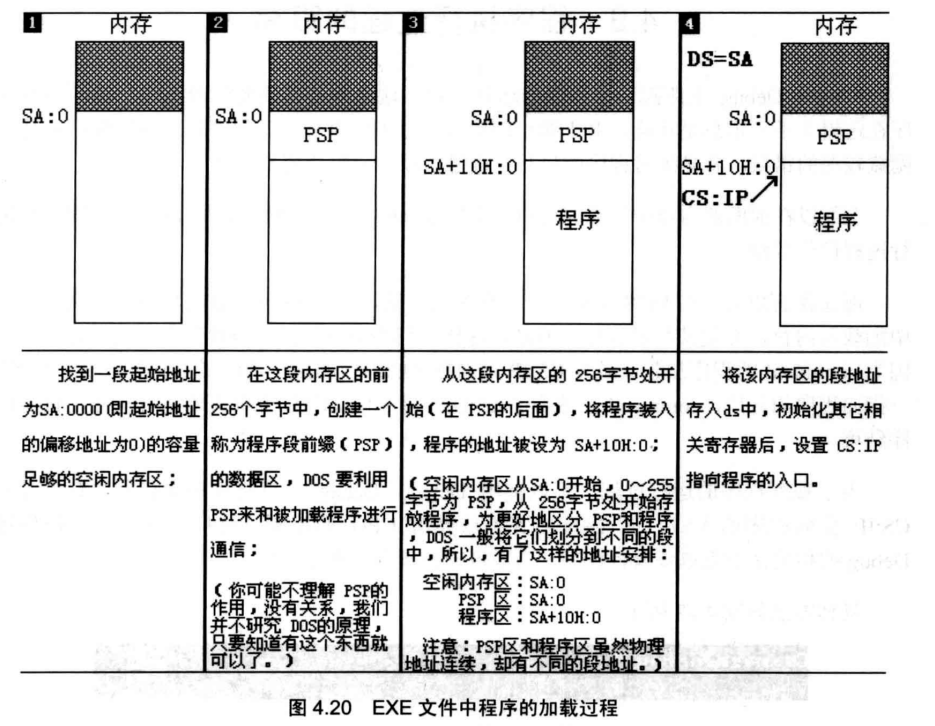 1 内存
SA:0
找到一段起始地址
为SA:0000(即起始地址
的偏移地址为0)的容量
足够的空闲内存区；
2 内存
SA:0
PSP
在这段内存区的前
256个字节中，创建一个
称为程序段前缀（PSP）
的数据区，DOS 要利用
PSP来和被加载程序进行
通信；
（你可能不理解 PSP的
作用，没有关系，我们
并不研究 DOS的原理，
只要知道有这个东西就
可以了。）
3 内存
SA:0
PSP
SA+10H:0
程序
从这段内存区的 256字节处开
始（在 PSP的后面），将程序装入
，程序的地址被设为 SA+10H:0；
（空闲内存区从SA:0开始，0～255
字节为 PSP，从 256字节处开始存
放程序，为更好地区分 PSP和程序
，DOS 一般将它们划分到不同的段
中，所以，有了这样的地址安排：
空闲内存区：SA:0
PSP 区：SA:0
程序区：SA+10H:0
注意：PSP区和程序区虽然物理
地址连续，却有不同的段地址。）
4 内存
DS=SA
SA:0
PSP
SA+10H:0
CS:IP
程序
将该内存区的段地址
存入ds中，初始化其它相
关寄存器后，设置 CS:IP
指向程序的入口。
图 4.20 EXE 文件中程序的加载过程